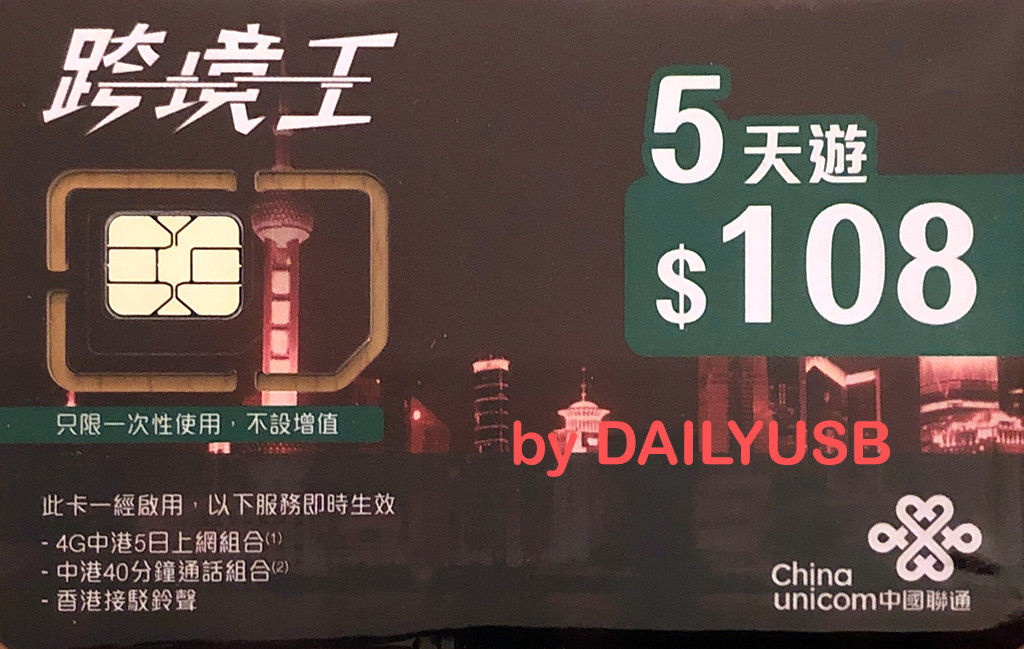 跨境王
5天遊
$108
只限一次性使用，不設增值
by DAILYUSB
此卡一經啟用，以下服務即時生效
- 4G中港5日上網組合(1)
- 中港40分鐘通話組合(2)
- 香港接駁鈴聲
China
unicom中國聯通